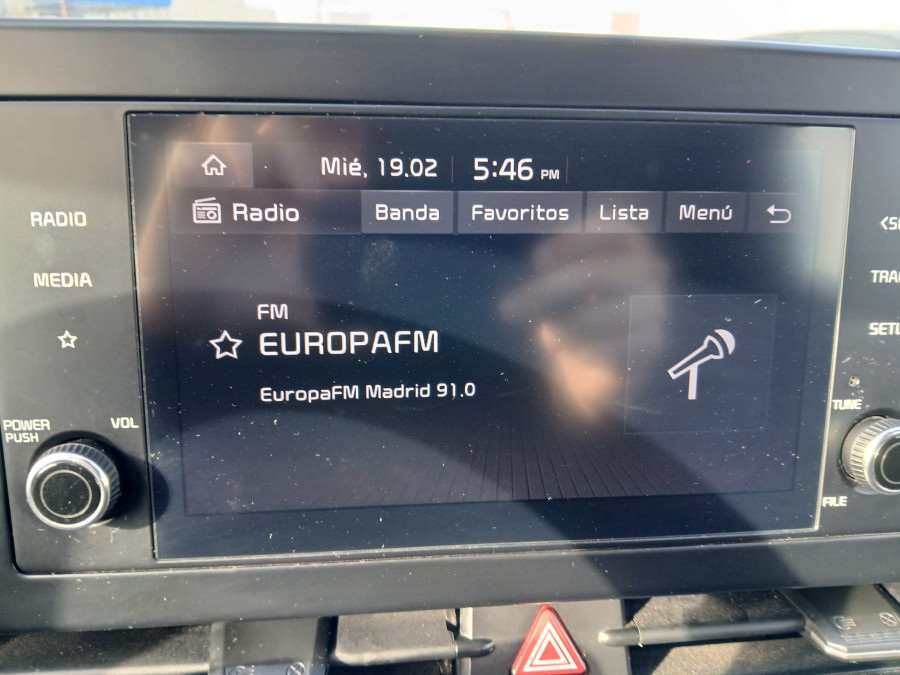 Mié, 19.02 5:46 PM
Radio Banda Favoritos Lista Menú
RADIO
MEDIA
FM
EUROPAFM
EuropaFM Madrid 91.0
POWER PUSH
VOL
TUNE
FILE